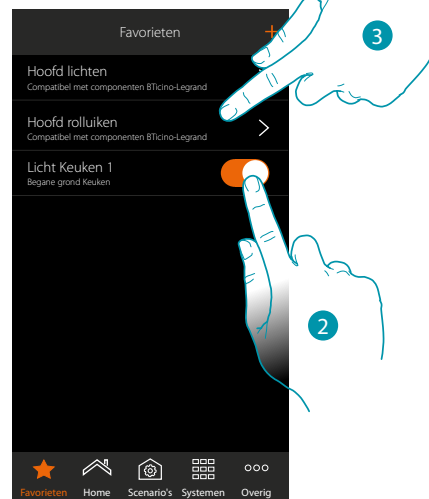 Favorieten +
3
Hoofd lichten
Compatibel met componenten BTicino-Legrand
Hoofd rolluiken
Compatibel met componenten BTicino-Legrand
Licht Keuken 1
Begane grond Keuken
2
Favorieten Home Scenario's Systemen Overig